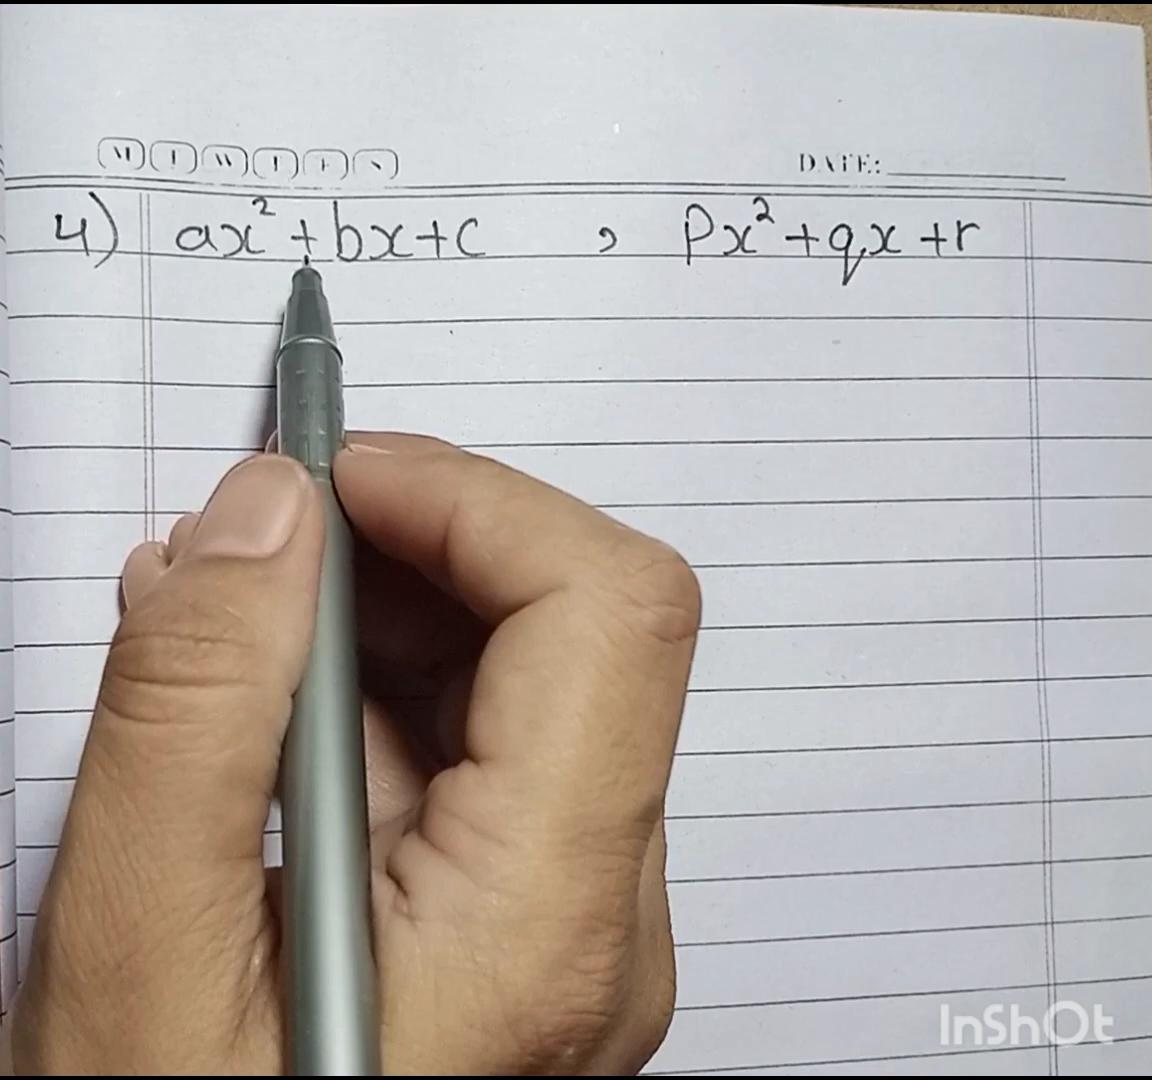 M T W T F S
DATE:
4) ax² + bx + c , Px² + qx + r
InShOt